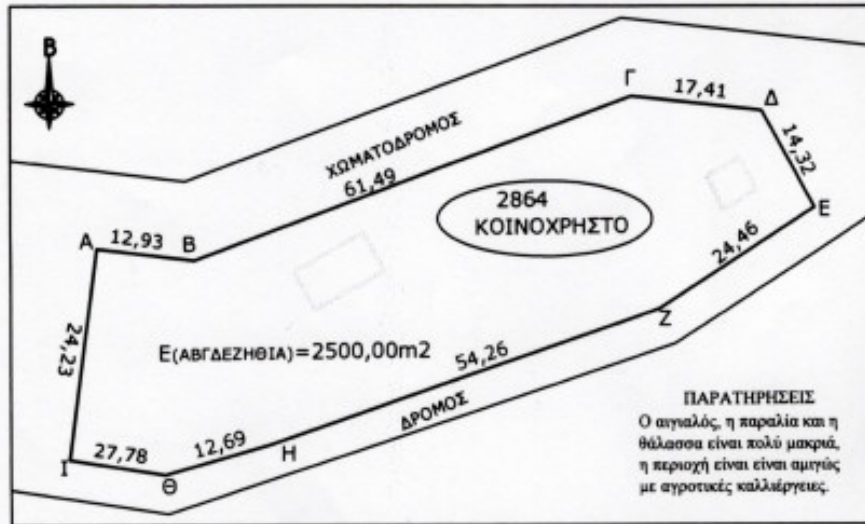 Β
Γ
17,41
Δ
ΧΩΜΑΤΟΔΡΟΜΟΣ
61,49
14,32
2864
ΚΟΙΝΟΧΡΗΣΤΟ
Ε
Α
12,93
Β
24,46
24,23
Ζ
Ε(ΑΒΓΔΕΖΗΘΙΑ)=2500,00m2
54,26
ΔΡΟΜΟΣ
12,69
Η
Ι
27,78
Θ
ΠΑΡΑΤΗΡΗΣΕΙΣ
Ο αιγιαλός, η παραλία και η
θάλασσα είναι πολύ μακριά,
η περιοχή είναι είναι αμιγώς
με αγροτικές καλλιέργειες.